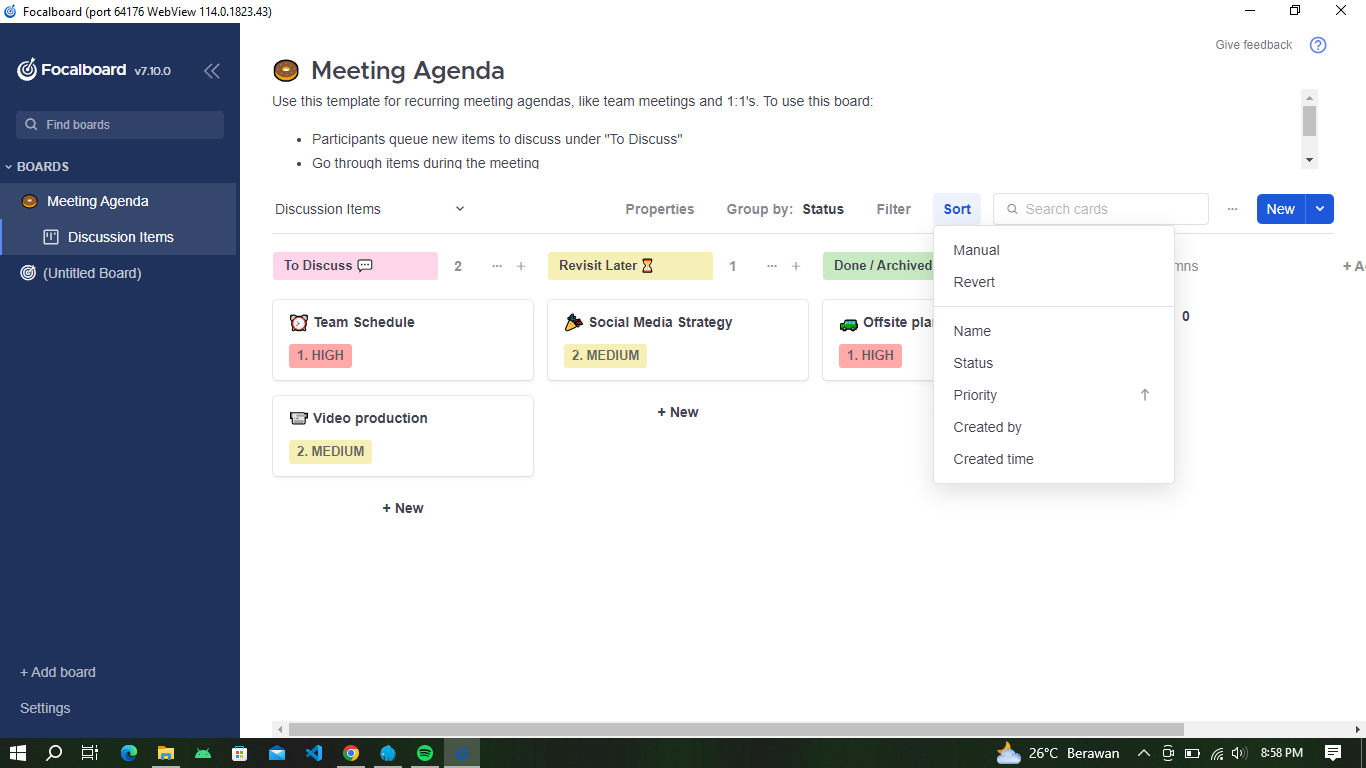 Focalboard (port 64176 WebView 114.0.1823.43)
Focalboard v7.10.0
Find boards
BOARDS
Meeting Agenda
Discussion Items
(Untitled Board)
+ Add board
Settings
Give feedback
Meeting Agenda
Use this template for recurring meeting agendas, like team meetings and 1:1's. To use this board:
• Participants queue new items to discuss under "To Discuss"
• Go through items during the meeting
Discussion Items
Properties
Group by: Status
Filter
Sort
Search cards
New
Manual
Revert
Name
Status
Priority
Created by
Created time
To Discuss 💬 2
Team Schedule
1. HIGH
Video production
2. MEDIUM
+ New
Revisit Later ⏳ 1
Social Media Strategy
2. MEDIUM
+ New
Done / Archived
Offsite plan
1. HIGH
mns
0
+ A
26°C Berawan
8:58 PM